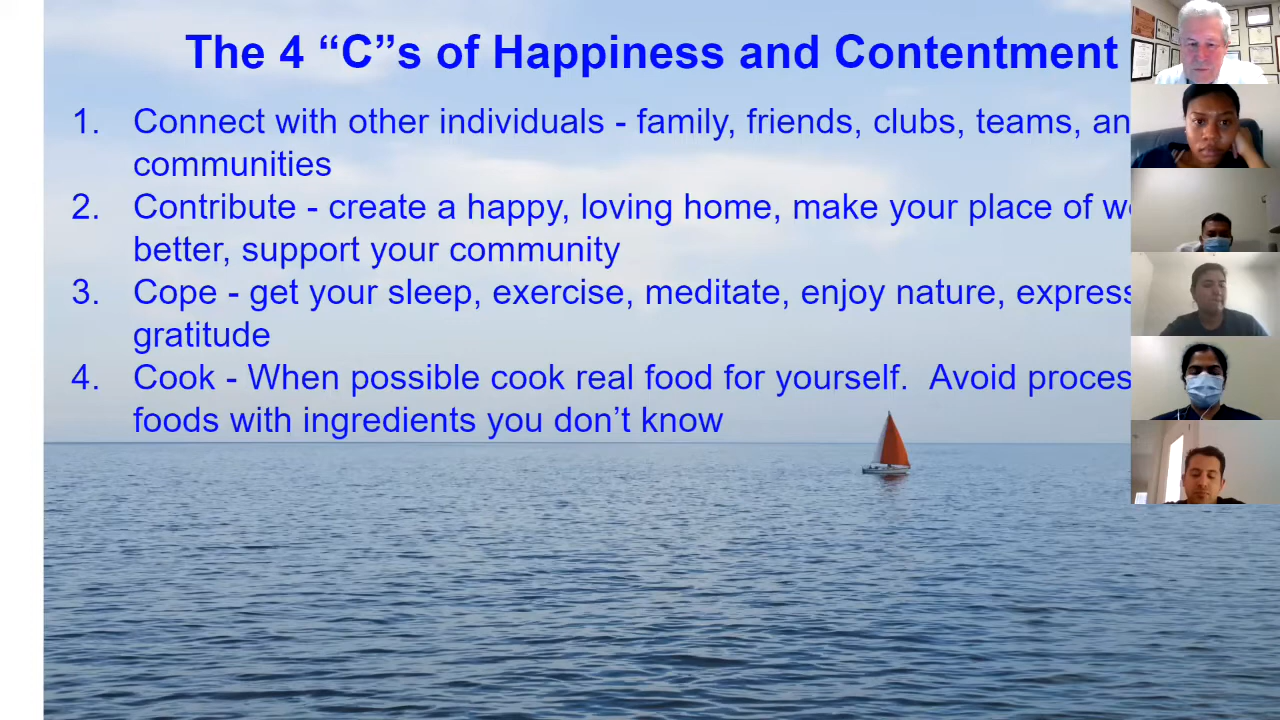 The 4 “C”s of Happiness and Contentment
1. Connect with other individuals - family, friends, clubs, teams, an
communities
2. Contribute - create a happy, loving home, make your place of
better, support your community
3. Cope - get your sleep, exercise, meditate, enjoy nature, express
gratitude
4. Cook - When possible cook real food for yourself.  Avoid proces
foods with ingredients you don’t know